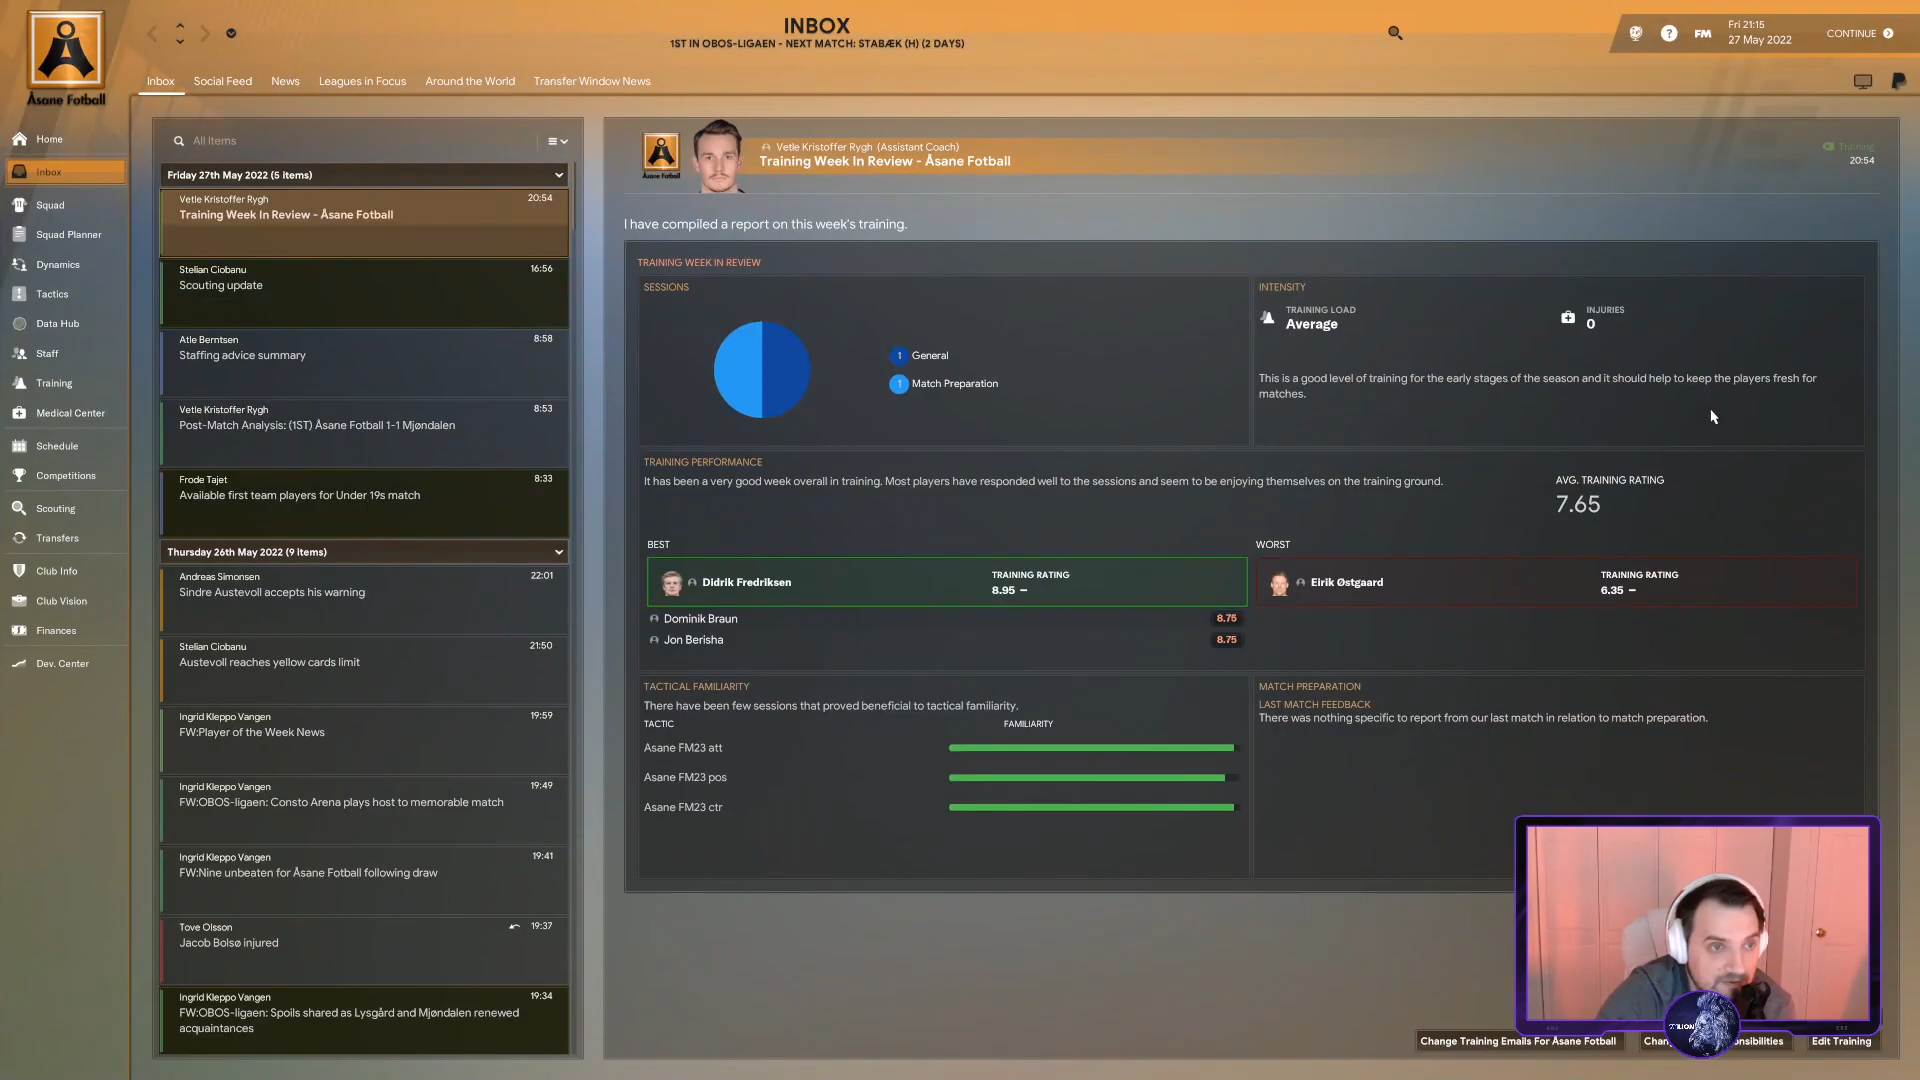 INBOX
1ST IN OBOS-LIGAEN - NEXT MATCH: STABÆK (H) (2 DAYS)
FM
Fri 21:15
27 May 2022
CONTINUE
Åsane Fotball
Inbox
Social Feed
News
Leagues in Focus
Around the World
Transfer Window News
Home
Inbox
Squad
Squad Planner
Dynamics
Tactics
Data Hub
Staff
Training
Medical Center
Schedule
Competitions
Scouting
Transfers
Club Info
Club Vision
Finances
Dev. Center
All Items
Friday 27th May 2022 (5 items)
Vetle Kristoffer Rygh 20:54
Training Week In Review - Åsane Fotball
Stelian Ciobanu 16:56
Scouting update
Atle Berntsen 8:58
Staffing advice summary
Vetle Kristoffer Rygh 8:53
Post-Match Analysis: (1ST) Åsane Fotball 1-1 Mjøndalen
Frode Tajet 8:33
Available first team players for Under 19s match
Thursday 26th May 2022 (9 items)
Andreas Simonsen 22:01
Sindre Austevoll accepts his warning
Stelian Ciobanu 21:50
Austevoll reaches yellow cards limit
Ingrid Kleppo Vangen 19:59
FW:Player of the Week News
Ingrid Kleppo Vangen 19:49
FW:OBOS-ligaen: Consto Arena plays host to memorable match
Ingrid Kleppo Vangen 19:41
FW:Nine unbeaten for Åsane Fotball following draw
Tove Olsson 19:37
Jacob Bolsø injured
Ingrid Kleppo Vangen 19:34
FW:OBOS-ligaen: Spoils shared as Lysgård and Mjøndalen renewed
acquaintances
Åsane Fotball
Vetle Kristoffer Rygh (Assistant Coach)
Training Week In Review - Åsane Fotball
Training
20:54
I have compiled a report on this week's training.
TRAINING WEEK IN REVIEW
SESSIONS
1 General
1 Match Preparation
INTENSITY
TRAINING LOAD
Average
INJURIES
0
This is a good level of training for the early stages of the season and it should help to keep the players fresh for
matches.
TRAINING PERFORMANCE
It has been a very good week overall in training. Most players have responded well to the sessions and seem to be enjoying themselves on the training ground.
AVG. TRAINING RATING
7.65
BEST
Didrik Fredriksen
TRAINING RATING
8.95 –
Dominik Braun 8.75
Jon Berisha 8.75
WORST
Eirik Østgaard
TRAINING RATING
6.35 –
TACTICAL FAMILIARITY
There have been few sessions that proved beneficial to tactical familiarity.
TACTIC FAMILIARITY
Asane FM23 att
Asane FM23 pos
Asane FM23 ctr
MATCH PREPARATION
LAST MATCH FEEDBACK
There was nothing specific to report from our last match in relation to match preparation.
Change Training Emails For Åsane Fotball
Edit Training